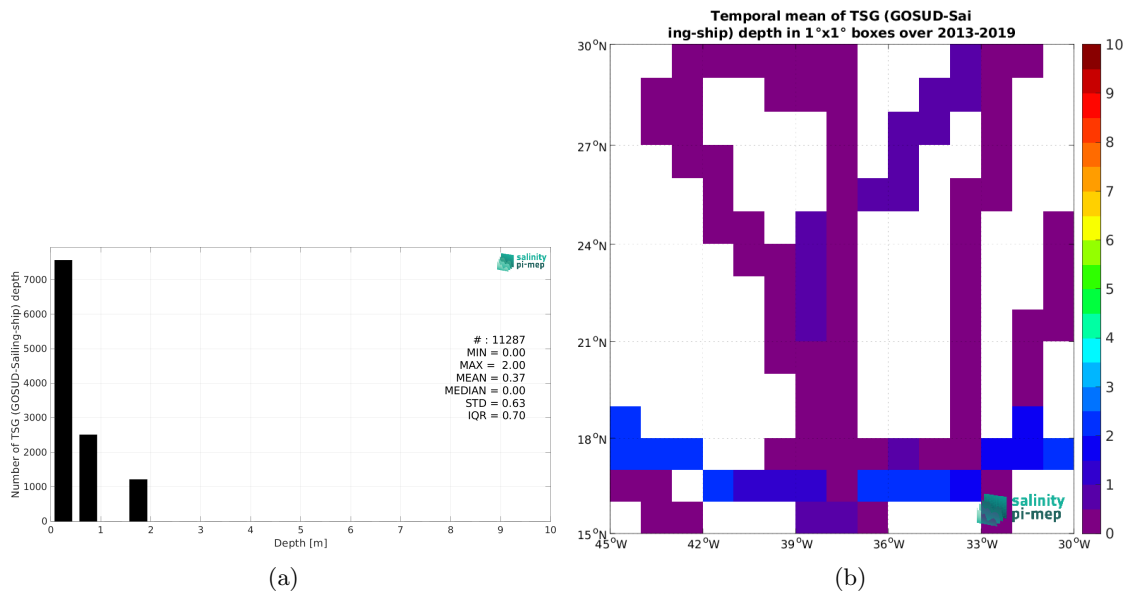 Number of TSG (GOSUD-Sailing-ship) depth
7000
6000
5000
4000
3000
2000
1000
0
0 1 2 3 4 5 6 7 8 9 10
Depth [m]
salinity
pi-mep
# : 11287
MIN = 0.00
MAX = 2.00
MEAN = 0.37
MEDIAN = 0.00
STD = 0.63
IQR = 0.70
(a)
Temporal mean of TSG (GOSUD-Sai
ing-ship) depth in 1°x1° boxes over 2013-2019
30°N
27°N
24°N
21°N
18°N
15°N
45°W 42°W 39°W 36°W 33°W 30°W
salinity
pi-mep
10
9
8
7
6
5
4
3
2
1
0
(b)